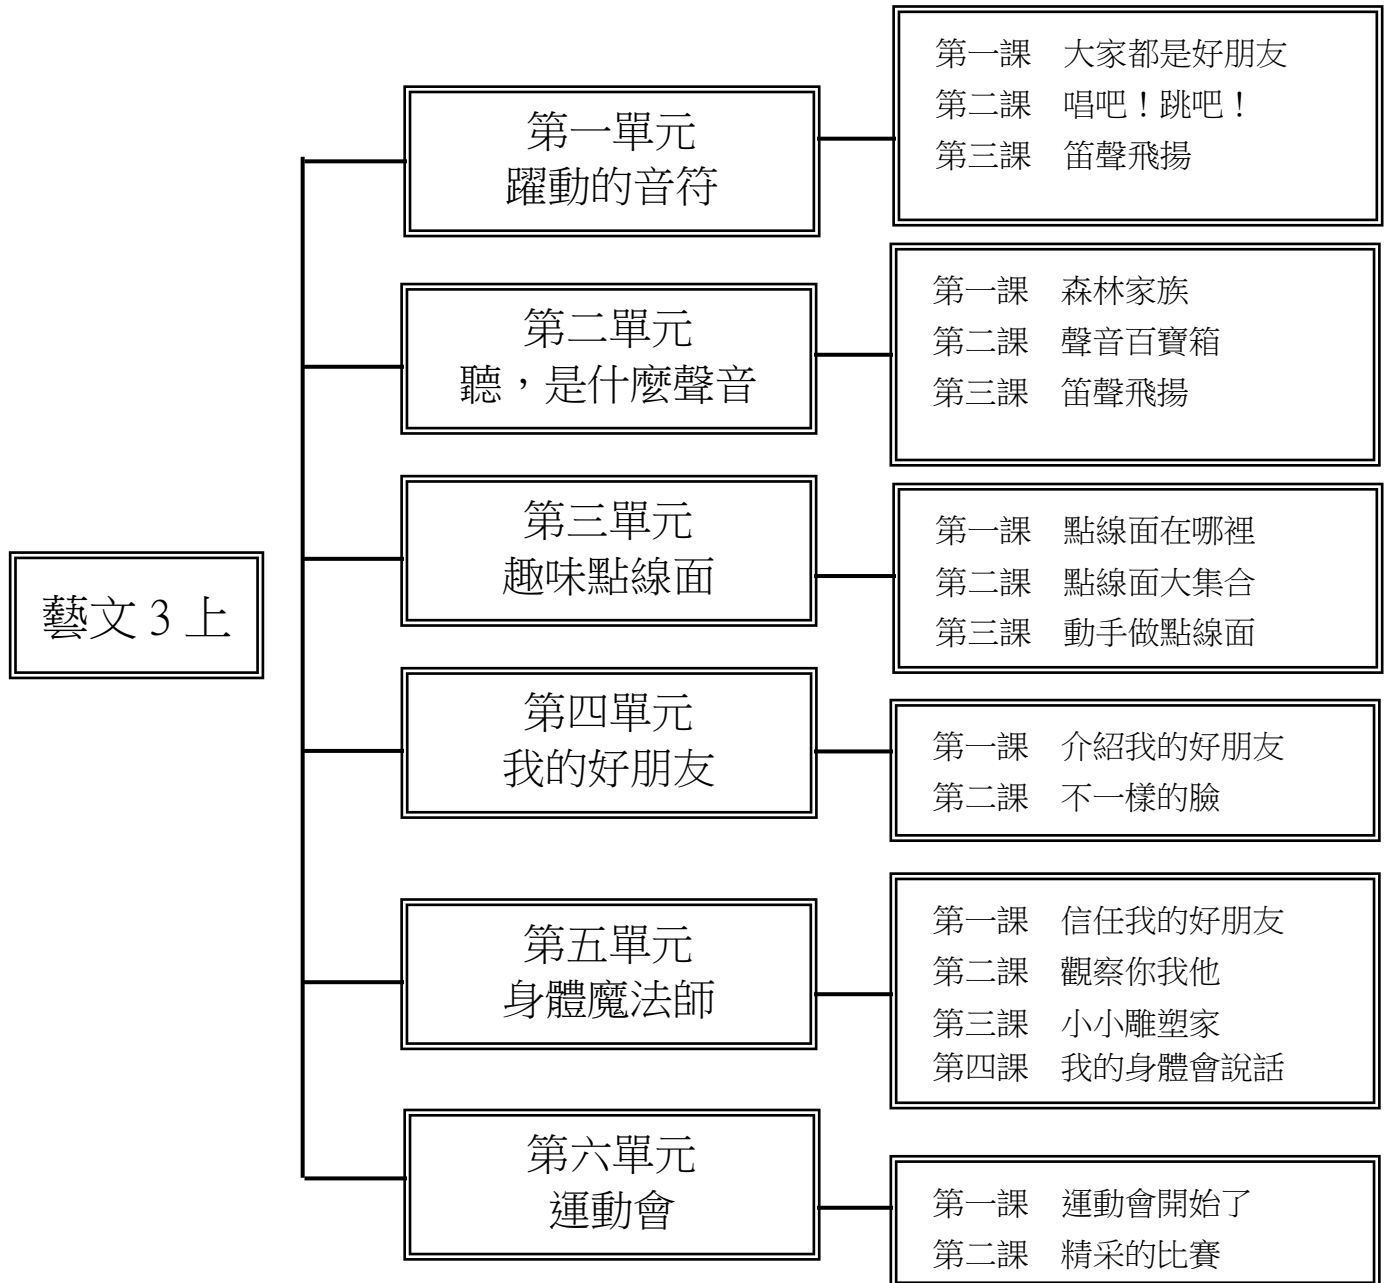 藝文 3 上
第一單元
躍動的音符
第一課　大家都是好朋友
第二課　唱吧！跳吧！
第三課　笛聲飛揚
第二單元
聽，是什麼聲音
第一課　森林家族
第二課　聲音百寶箱
第三課　笛聲飛揚
第三單元
趣味點線面
第一課　點線面在哪裡
第二課　點線面大集合
第三課　動手做點線面
第四單元
我的好朋友
第一課　介紹我的好朋友
第二課　不一樣的臉
第五單元
身體魔法師
第一課　信任我的好朋友
第二課　觀察你我他
第三課　小小雕塑家
第四課　我的身體會說話
第六單元
運動會
第一課　運動會開始了
第二課　精采的比賽